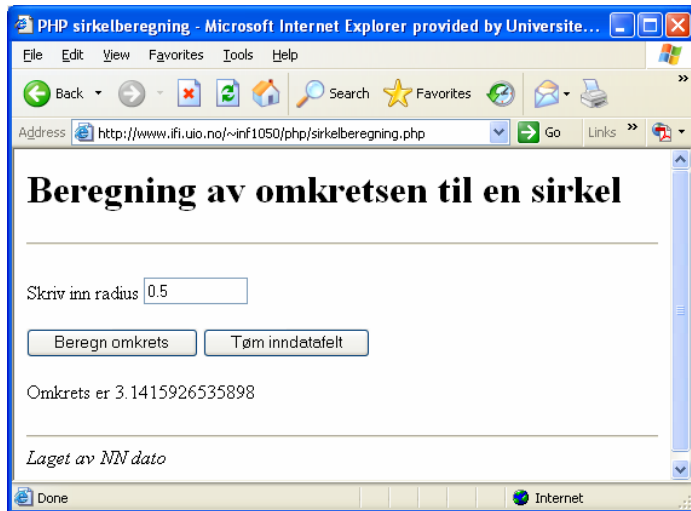 PHP sirkelberegning - Microsoft Internet Explorer provided by Universite...
File Edit View Favorites Tools Help
Back Search Favorites
Address http://www.ifi.uio.no/~inf1050/php/sirkelberegning.php Go Links
Beregning av omkretsen til en sirkel
Skriv inn radius 0.5
Beregn omkrets Tøm inndatafelt
Omkrets er 3.1415926535898
Laget av NN dato
Done Internet